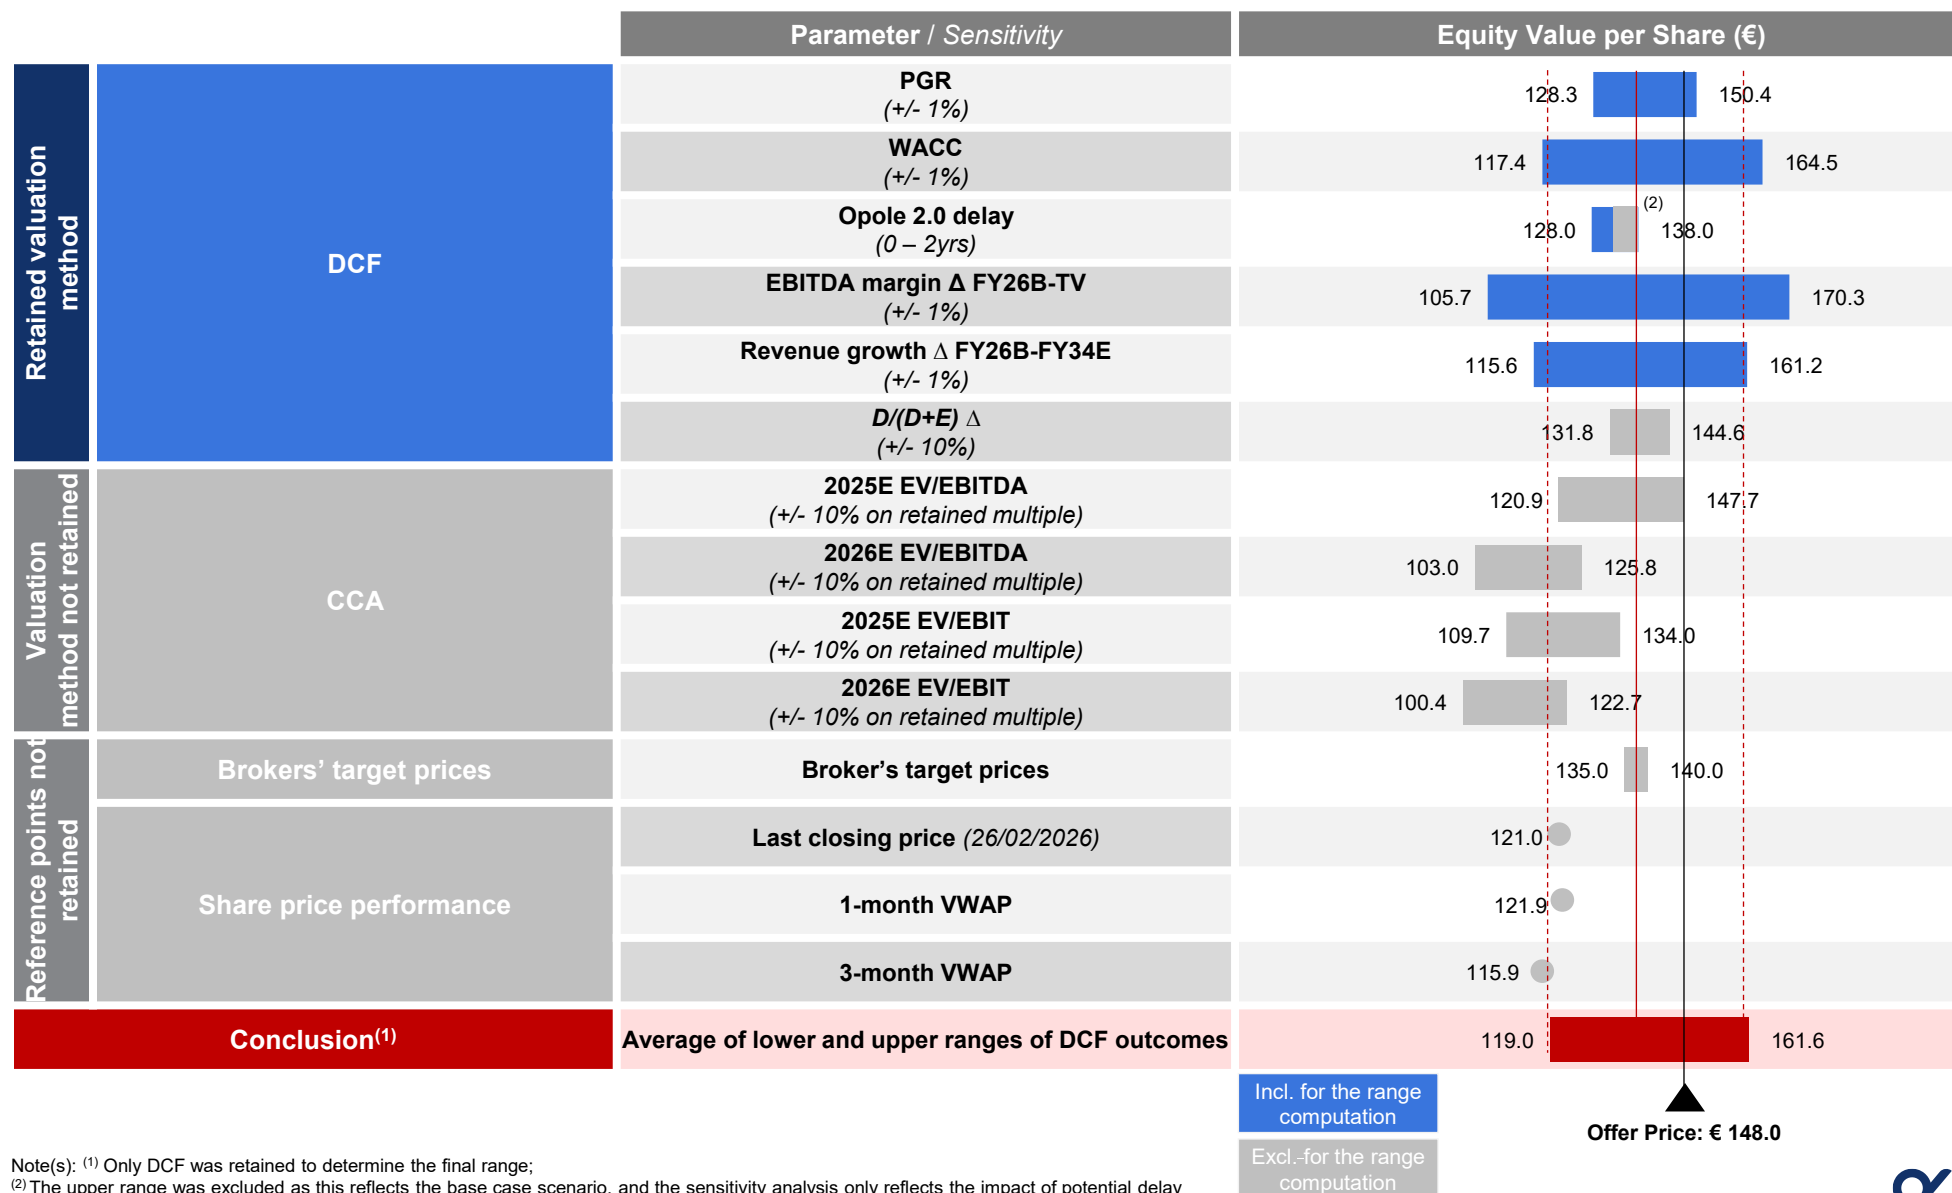 Parameter / Sensitivity
Equity Value per Share (€)
Retained valuation
method
DCF
PGR
(+/- 1%)
128.3
150.4
WACC
(+/- 1%)
117.4
164.5
Opole 2.0 delay
(0 – 2yrs)
128.0
(2)
138.0
EBITDA margin Δ FY26B-TV
(+/- 1%)
105.7
170.3
Revenue growth Δ FY26B-FY34E
(+/- 1%)
115.6
161.2
D/(D+E) Δ
(+/- 10%)
131.8
144.6
Valuation
method not retained
CCA
2025E EV/EBITDA
(+/- 10% on retained multiple)
120.9
147.7
2026E EV/EBITDA
(+/- 10% on retained multiple)
103.0
125.8
2025E EV/EBIT
(+/- 10% on retained multiple)
109.7
134.0
2026E EV/EBIT
(+/- 10% on retained multiple)
100.4
122.7
Reference points not
retained
Brokers' target prices
Broker's target prices
135.0
140.0
Share price performance
Last closing price (26/02/2026)
121.0
1-month VWAP
121.9
3-month VWAP
115.9
Conclusion(1)
Average of lower and upper ranges of DCF outcomes
119.0
161.6
Incl. for the range
computation
Offer Price: € 148.0
Excl.-for the range
computation
Note(s): (1) Only DCF was retained to determine the final range;
(2) The upper range was excluded as this reflects the base case scenario, and the sensitivity analysis only reflects the impact of potential delay